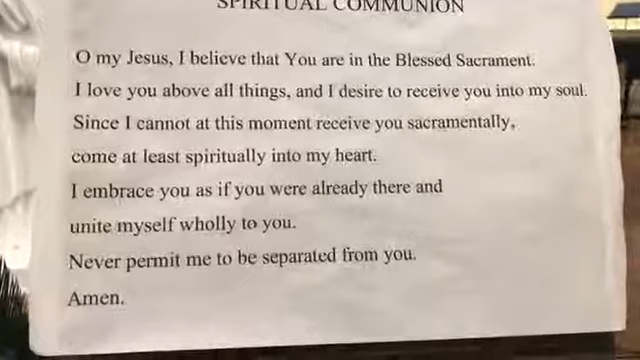 SPIRITUAL COMMUNION
O my Jesus, I believe that You are in the Blessed Sacrament.
I love you above all things, and I desire to receive you into my soul.
Since I cannot at this moment receive you sacramentally,
come at least spiritually into my heart.
I embrace you as if you were already there and
unite myself wholly to you.
Never permit me to be separated from you.
Amen.